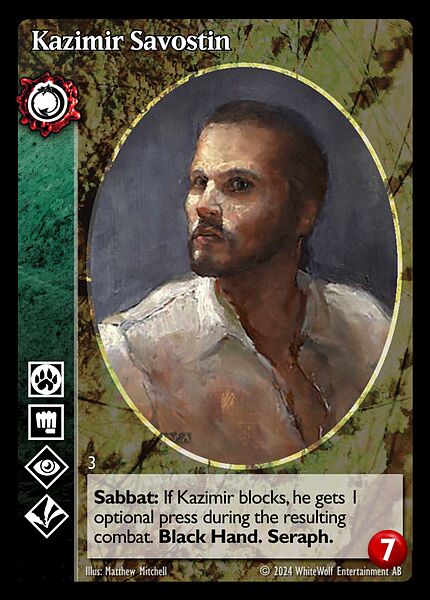 Kazimir Savostin
3
Sabbat: If Kazimir blocks, he gets 1
optional press during the resulting
combat. Black Hand. Seraph.
7
Illus: Matthew Mitchell
© 2024 WhiteWolf Entertainment AB